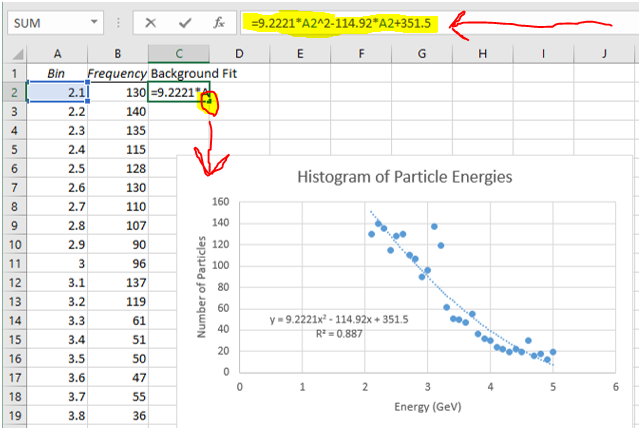 SUM fx =9.2221*A2^2-114.92*A2+351.5
A B C D E F G H I J
1 Bin Frequency Background Fit
2 2.1 130 =9.2221*A
3 2.2 140
4 2.3 135
5 2.4 115
6 2.5 128
7 2.6 130
8 2.7 110
9 2.8 107
10 2.9 90
11 3 96
12 3.1 137
13 3.2 119
14 3.3 61
15 3.4 51
16 3.5 50
17 3.6 47
18 3.7 55
19 3.8 36
Histogram of Particle Energies
Number of Particles
160
140
120
100
80
60
40
20
0
y = 9.2221x² - 114.92x + 351.5
R² = 0.887
0 1 2 3 4 5 6
Energy (GeV)